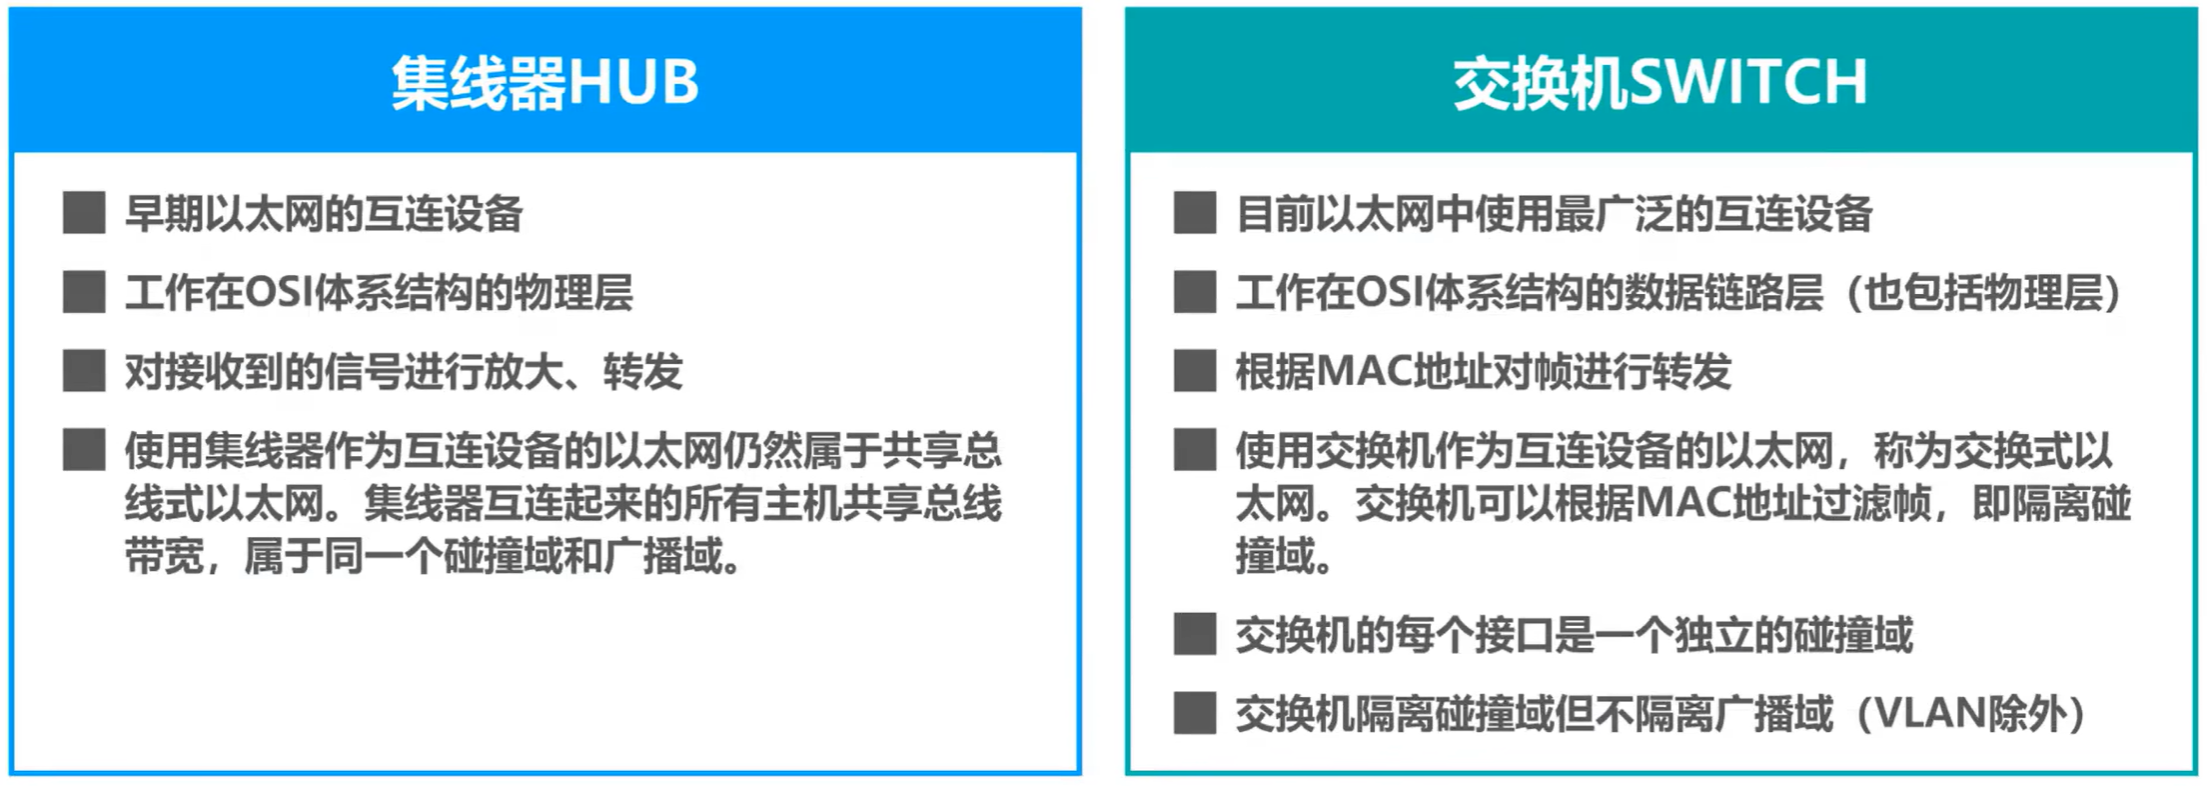 集线器HUB
早期以太网的互连设备
工作在OSI体系结构的物理层
对接收到的信号进行放大、转发
使用集线器作为互连设备的以太网仍然属于共享总
线式以太网。集线器互连起来的所有主机共享总线
带宽，属于同一个碰撞域和广播域。
交换机SWITCH
目前以太网中使用最广泛的互连设备
工作在OSI体系结构的数据链路层（也包括物理层）
根据MAC地址对帧进行转发
使用交换机作为互连设备的以太网，称为交换式以
太网。交换机可以根据MAC地址过滤帧，即隔离碰
撞域。
交换机的每个接口是一个独立的碰撞域
交换机隔离碰撞域但不隔离广播域（VLAN除外）